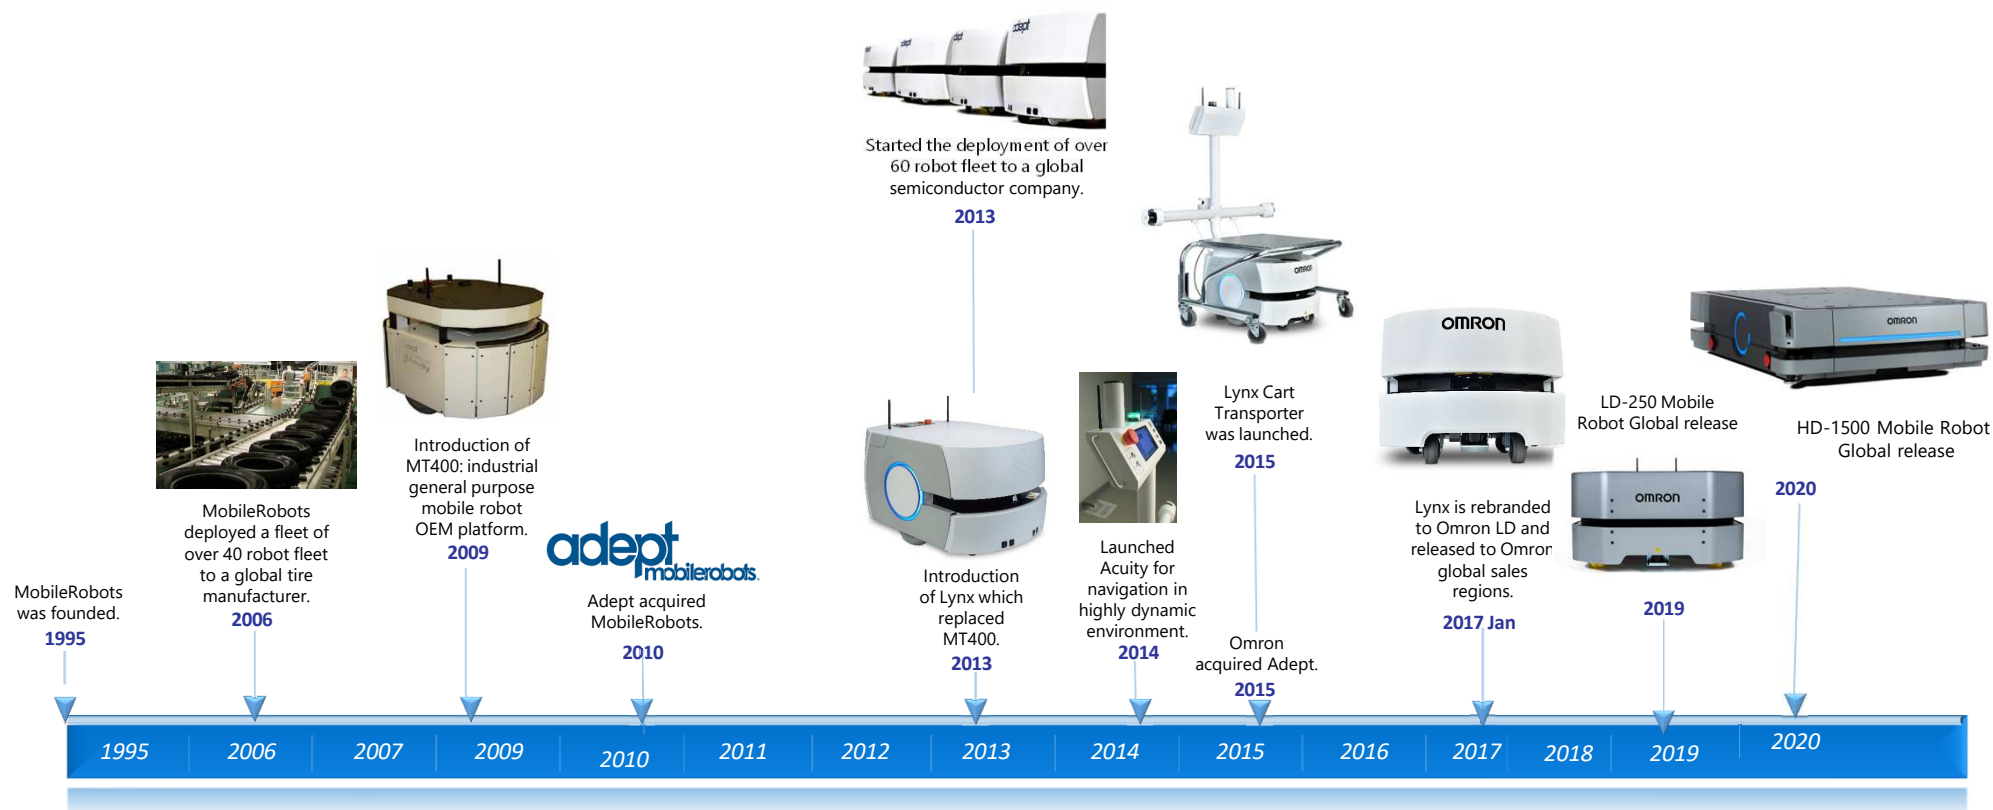 MobileRobots
was founded.
1995
MobileRobots
deployed a fleet of
over 40 robot fleet
to a global tire
manufacturer.
2006
adept
Introduction of
MT400: industrial
general purpose
mobile robot
OEM platform.
2009
adept
mobilerobots.
Adept acquired
MobileRobots.
2010
adept
adept
adept
adept
Started the deployment of over
60 robot fleet to a global
semiconductor company.
2013
Introduction
of Lynx which
replaced
MT400.
2013
Launched
Acuity for
navigation in
highly dynamic
environment.
2014
OMRON
Lynx Cart
Transporter
was launched.
2015
Omron
acquired Adept.
2015
OMRON
Lynx is rebranded
to Omron LD and
released to Omron
global sales
regions.
2017 Jan
LD-250 Mobile
Robot Global release
OMRON
2019
OMRON
HD-1500 Mobile Robot
Global release
2020
1995
2006
2007
2009
2010
2011
2012
2013
2014
2015
2016
2017
2018
2019
2020